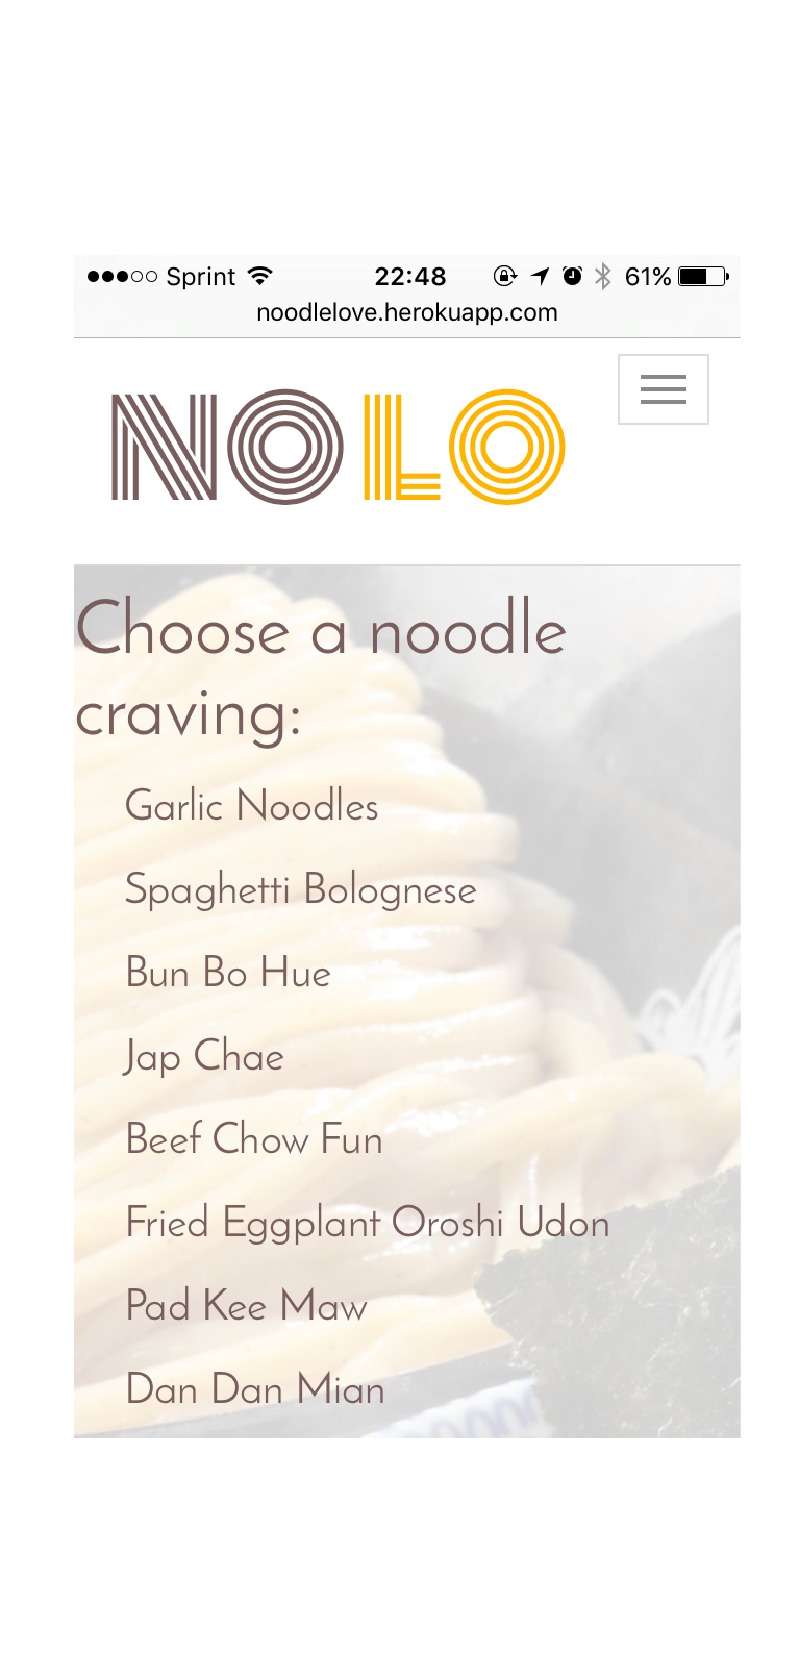 Sprint 22:48 61%
noodlelove.herokuapp.com
NOLO
Choose a noodle
craving:
Garlic Noodles
Spaghetti Bolognese
Bun Bo Hue
Jap Chae
Beef Chow Fun
Fried Eggplant Oroshi Udon
Pad Kee Maw
Dan Dan Mian